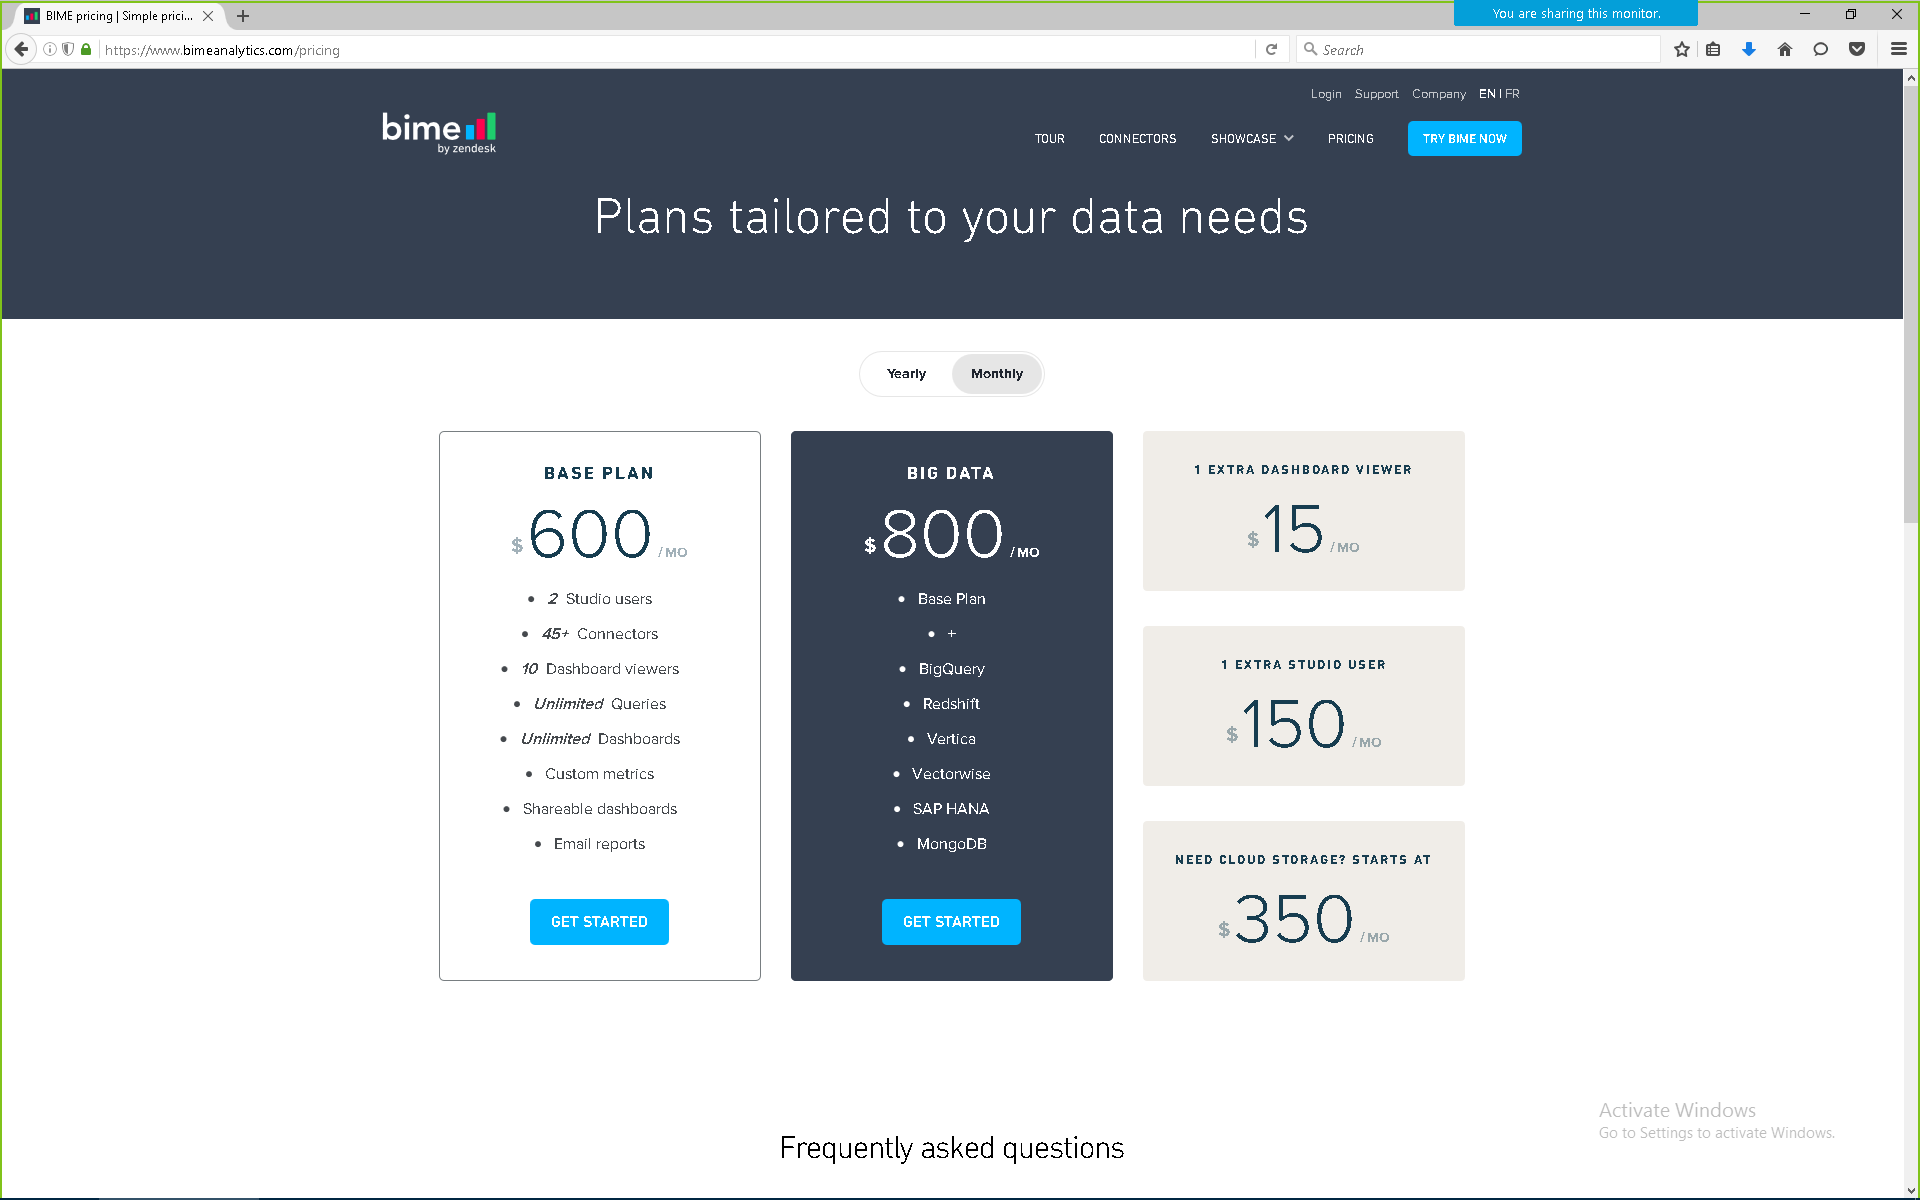 BIME pricing | Simple prici...
You are sharing this monitor.
https://www.bimeanalytics.com/pricing
Search
Login Support Company EN | FR
bime
by zendesk
TOUR CONNECTORS SHOWCASE PRICING TRY BIME NOW
Plans tailored to your data needs
Yearly Monthly
BASE PLAN
$600 /MO
• 2 Studio users
• 45+ Connectors
• 10 Dashboard viewers
• Unlimited Queries
• Unlimited Dashboards
• Custom metrics
• Shareable dashboards
• Email reports
GET STARTED
BIG DATA
$800 /MO
• Base Plan
• +
• BigQuery
• Redshift
• Vertica
• Vectorwise
• SAP HANA
• MongoDB
GET STARTED
1 EXTRA DASHBOARD VIEWER
$15 /MO
1 EXTRA STUDIO USER
$150 /MO
NEED CLOUD STORAGE? STARTS AT
$350 /MO
Activate Windows
Go to Settings to activate Windows.
Frequently asked questions